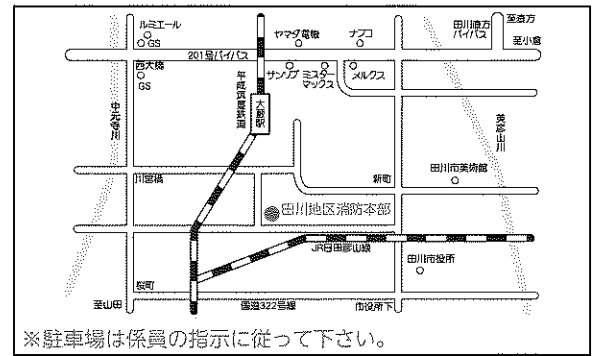 ルミエール
GS
ヤマダ電機
ナフコ
田川直方
バイパス
至直方
至小倉
201号バイパス
西大橋
GS
サンリブ
ミスター
マックス
メルクス
平成筑豊鉄道
大藪駅
中元寺川
英彦山川
川宮橋
新町
田川市美術館
田川地区消防本部
JR日田彦山線
田川市役所
桜町
至山田
国道322号線
市役所下
※駐車場は係員の指示に従って下さい。